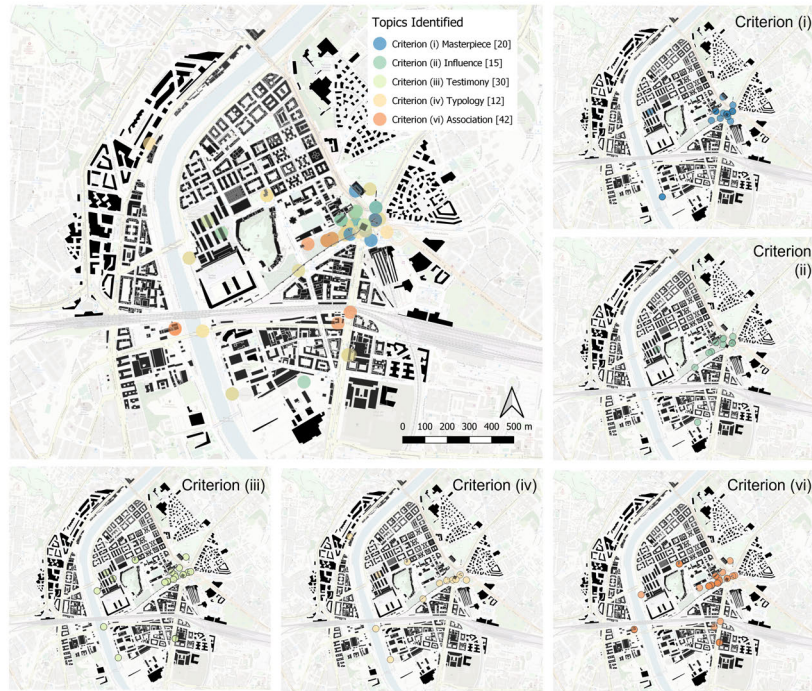 Topics Identified
Criterion (i) Masterpiece [20]
Criterion (ii) Influence [15]
Criterion (iii) Testimony [30]
Criterion (iv) Typology [12]
Criterion (vi) Association [42]
0 100 200 300 400 500 m
Criterion (i)
Criterion
(ii)
Criterion (iii)
Criterion (iv)
Criterion (vi)